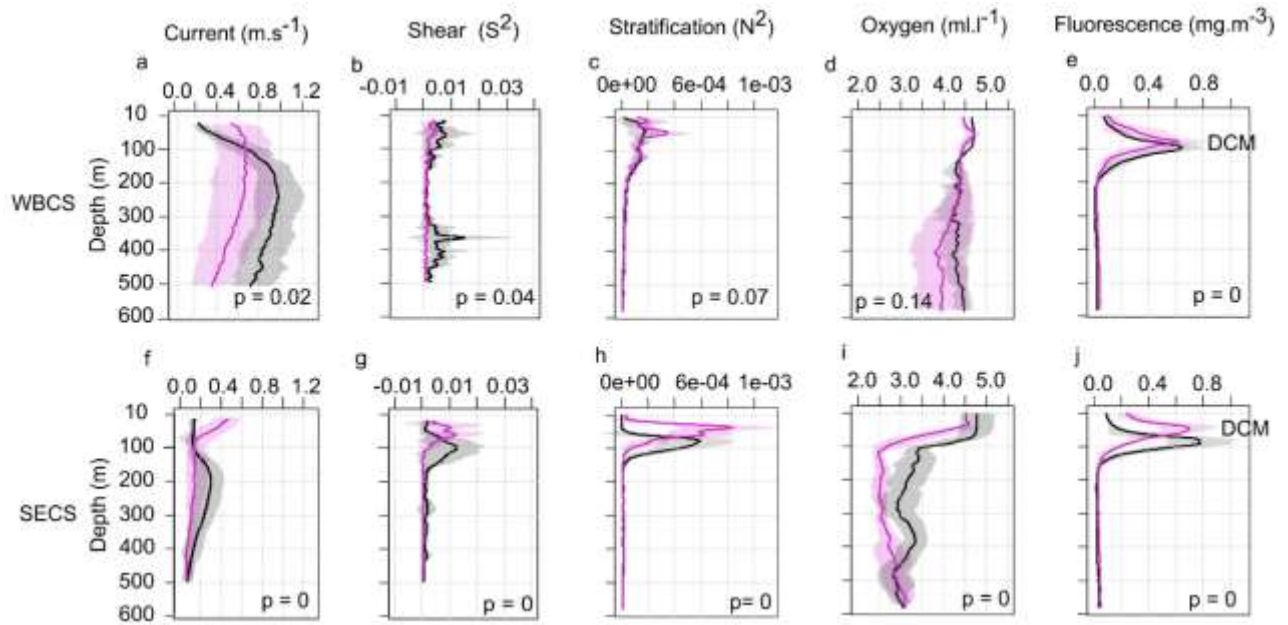 Current (m.s⁻¹) Shear (S²) Stratification (N²) Oxygen (ml.l⁻¹) Fluorescence (mg.m⁻³)
a b c d e
0.0 0.4 0.8 1.2 -0.01 0.01 0.03 0e+00 6e-04 1e-03 2.0 3.0 4.0 5.0 0.0 0.4 0.8
10
100
200
300
400
500
600
WBCS
Depth (m)
DCM
p = 0.02 p = 0.04 p = 0.07 p = 0.14 p = 0
f g h i j
0.0 0.4 0.8 1.2 -0.01 0.01 0.03 0e+00 6e-04 1e-03 2.0 3.0 4.0 5.0 0.0 0.4 0.8
10
100
200
300
400
500
600
SECS
Depth (m)
DCM
p = 0 p = 0 p= 0 p = 0 p = 0